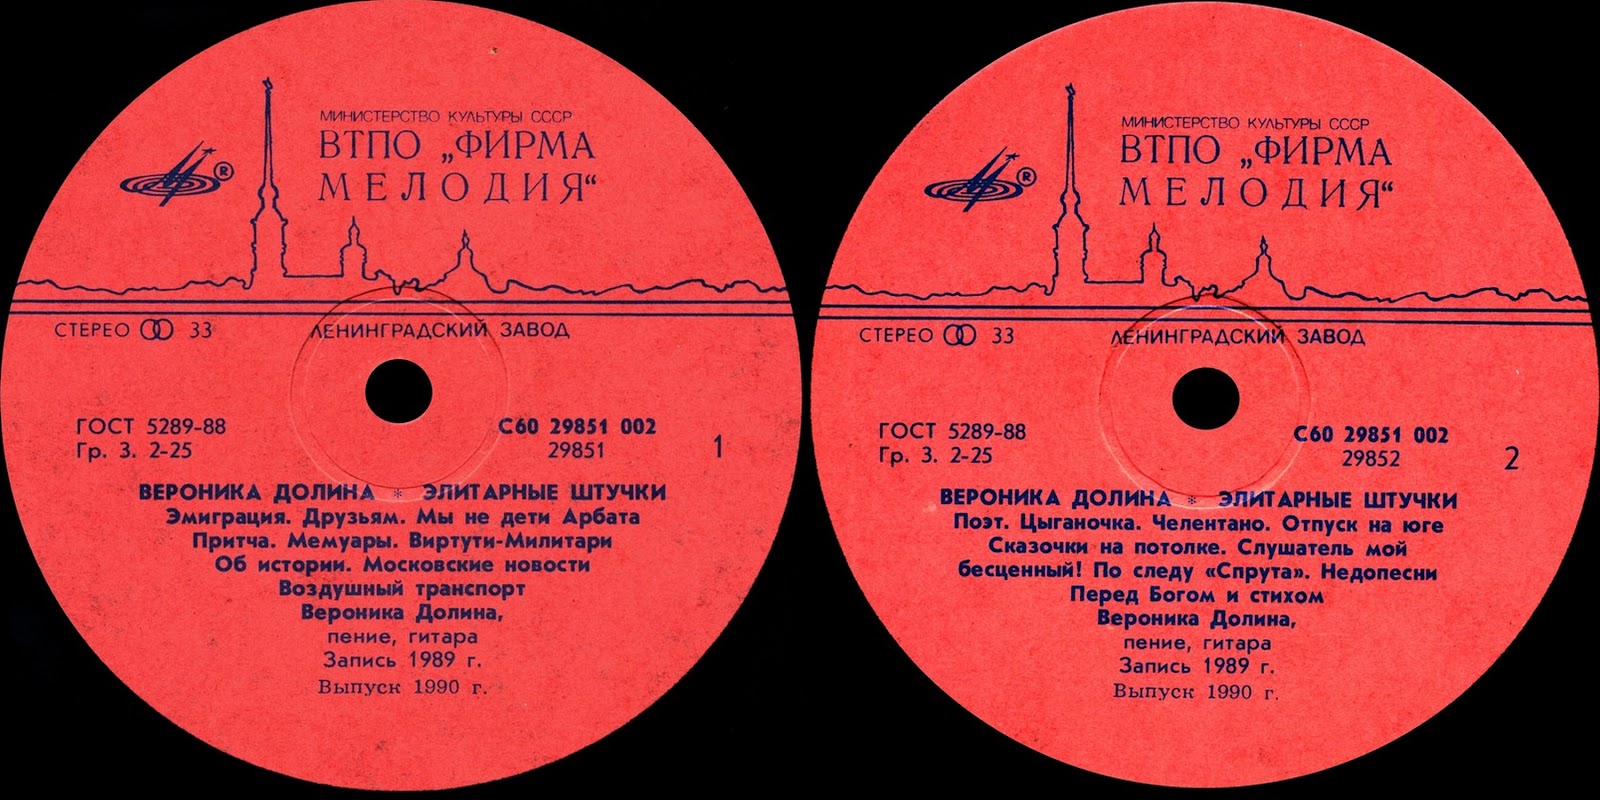 МИНИСТЕРСТВО КУЛЬТУРЫ СССР
ВТПО „ФИРМА
МЕЛОДИЯ“
®
СТЕРЕО 33
ЛЕНИНГРАДСКИЙ ЗАВОД
ГОСТ 5289-88
Гр. 3. 2-25
С60 29851 002
29851
1
ВЕРОНИКА ДОЛИНА * ЭЛИТАРНЫЕ ШТУЧКИ
Эмиграция. Друзьям. Мы не дети Арбата
Притча. Мемуары. Виртути-Милитари
Об истории. Московские новости
Воздушный транспорт
Вероника Долина,
пение, гитара
Запись 1989 г.
Выпуск 1990 г.
МИНИСТЕРСТВО КУЛЬТУРЫ СССР
ВТПО „ФИРМА
МЕЛОДИЯ“
®
СТЕРЕО 33
ЛЕНИНГРАДСКИЙ ЗАВОД
ГОСТ 5289-88
Гр. 3. 2-25
С60 29851 002
29852
2
ВЕРОНИКА ДОЛИНА * ЭЛИТАРНЫЕ ШТУЧКИ
Поэт. Цыганочка. Челентано. Отпуск на юге
Сказочки на потолке. Слушатель мой
бесценный! По следу «Спрута». Недопесни
Перед Богом и стихом
Вероника Долина,
пение, гитара
Запись 1989 г.
Выпуск 1990 г.